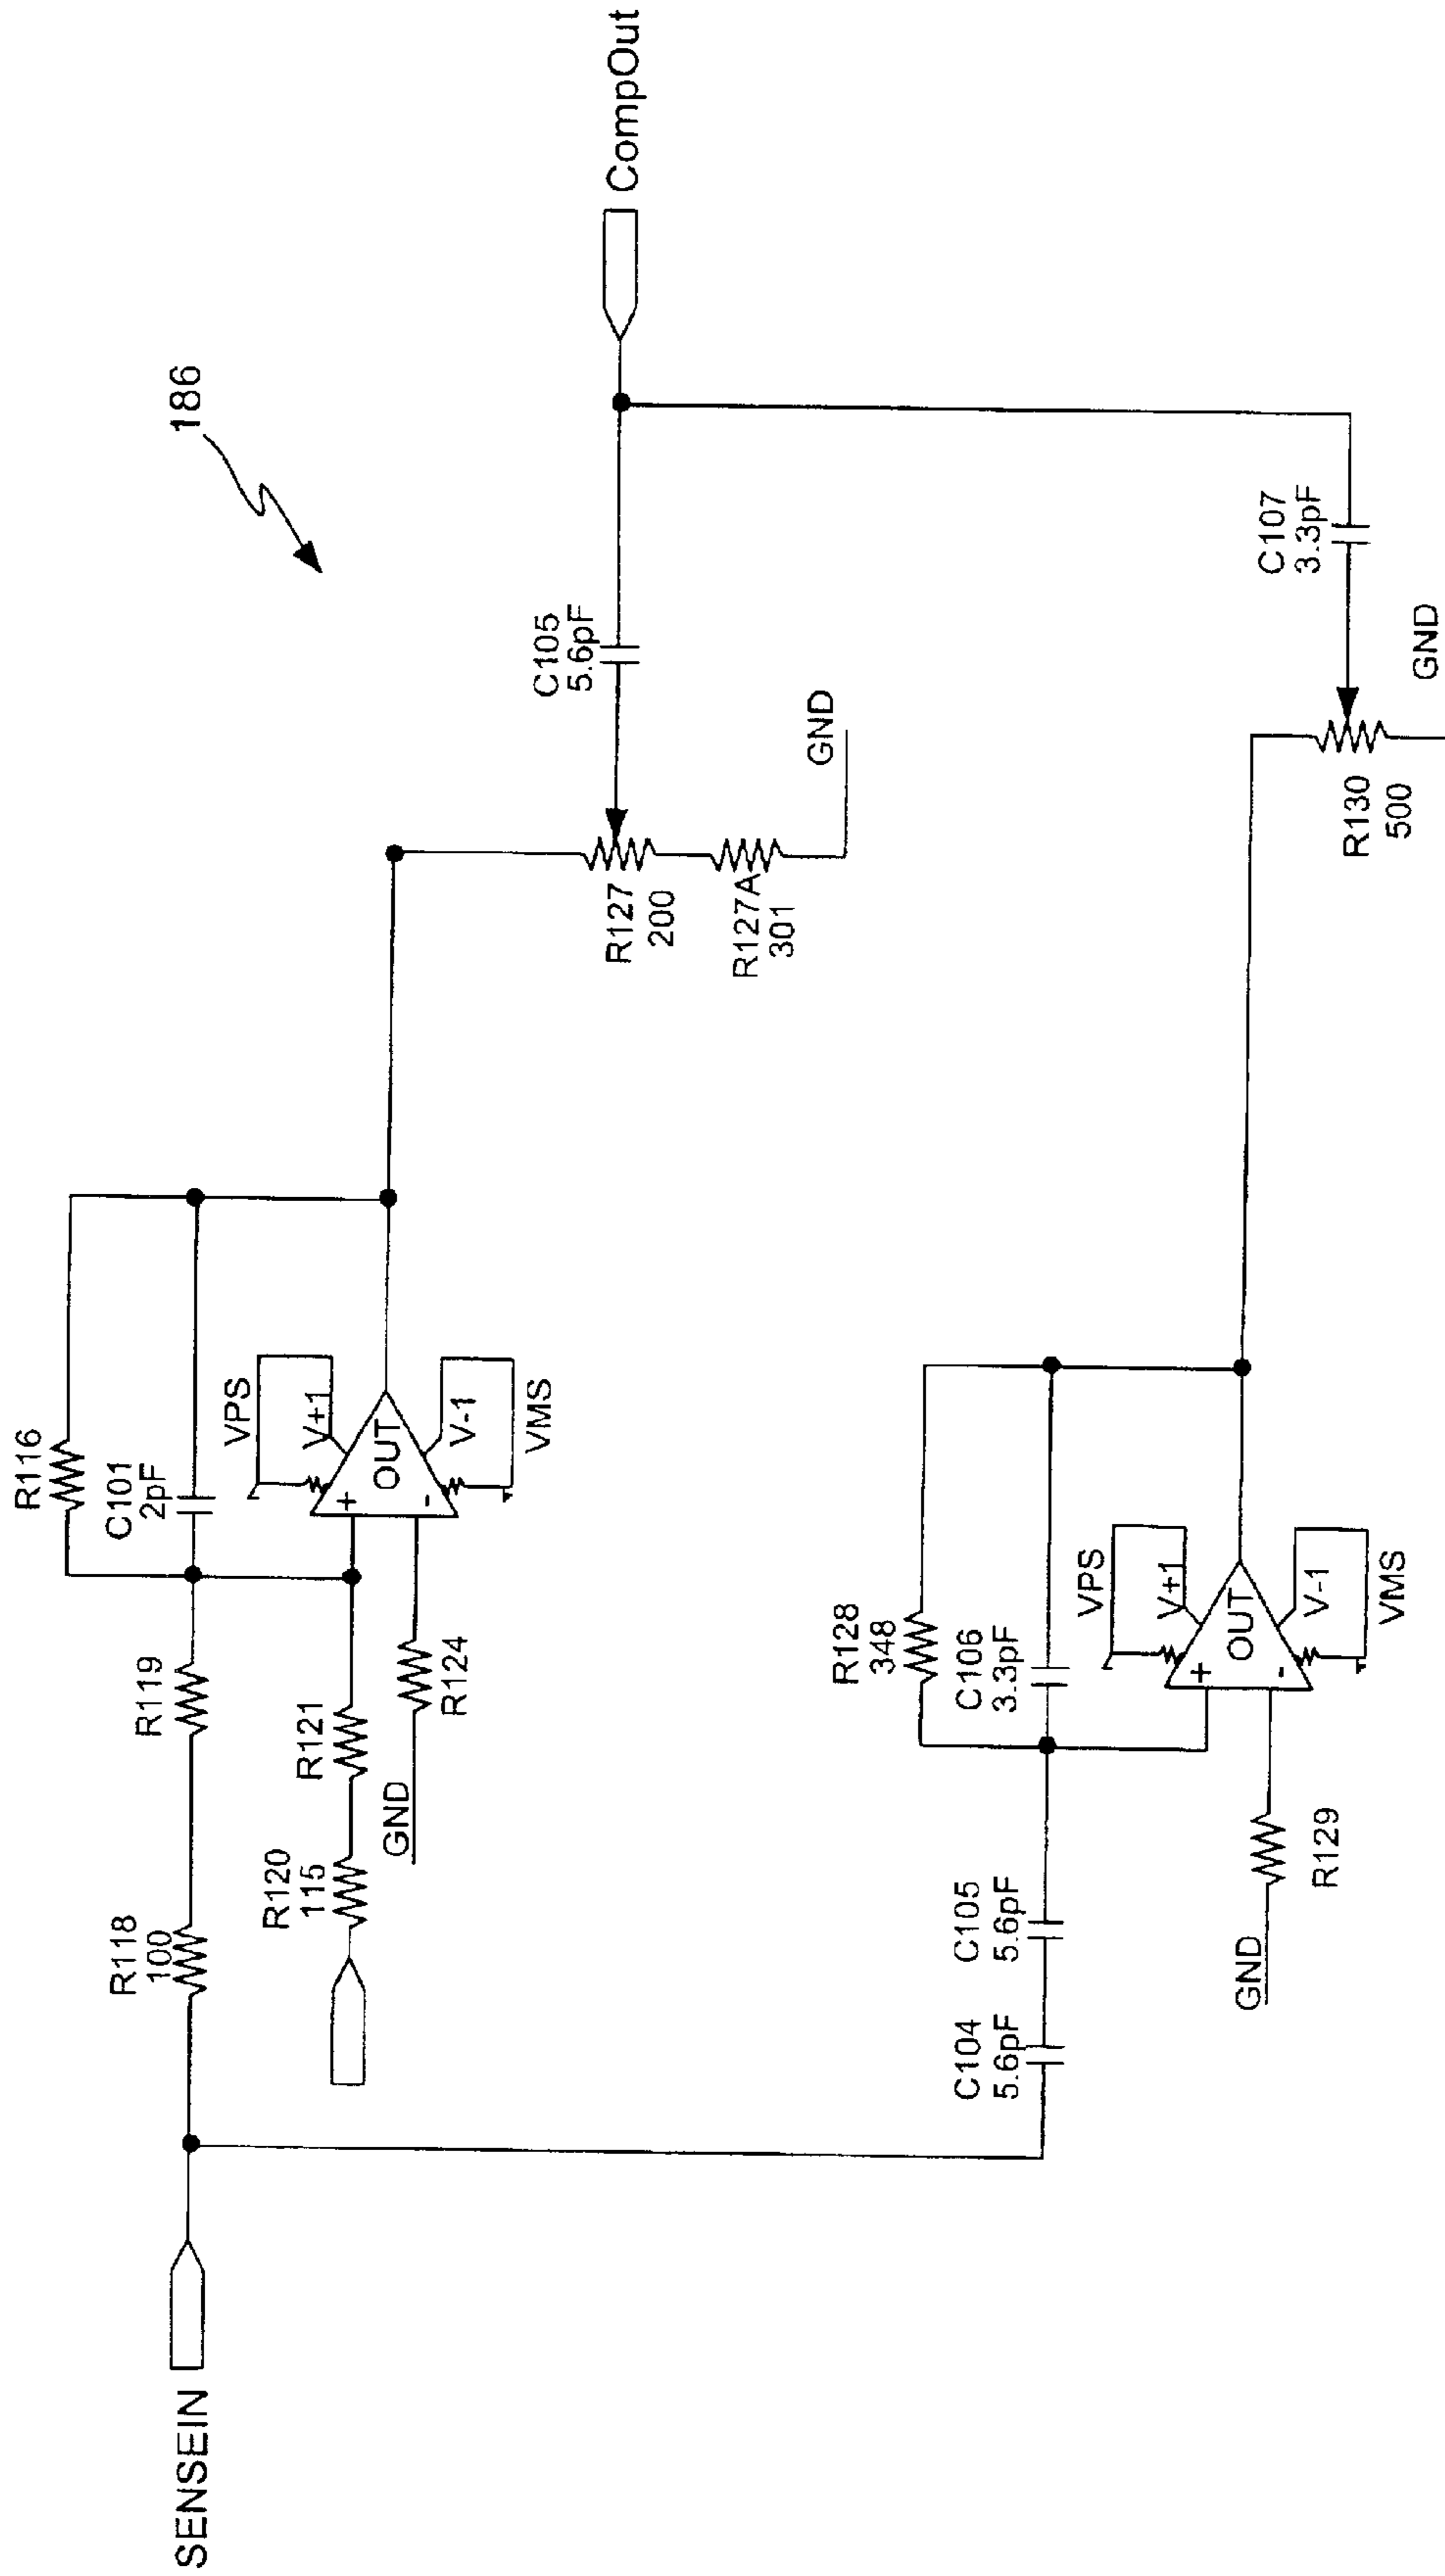 186
R116
C101
2pF
R118
100
R119
VPS
V+1
OUT
+
-
V-1
VMS
R120
115
R121
GND
R124
SENSEIN
C105
5.6pF
CompOut
R127
200
R127A
301
GND
R128
348
C106
3.3pF
C104
5.6pF
C105
5.6pF
VPS
V+1
OUT
+
-
V-1
VMS
GND
R129
C107
3.3pF
R130
500
GND